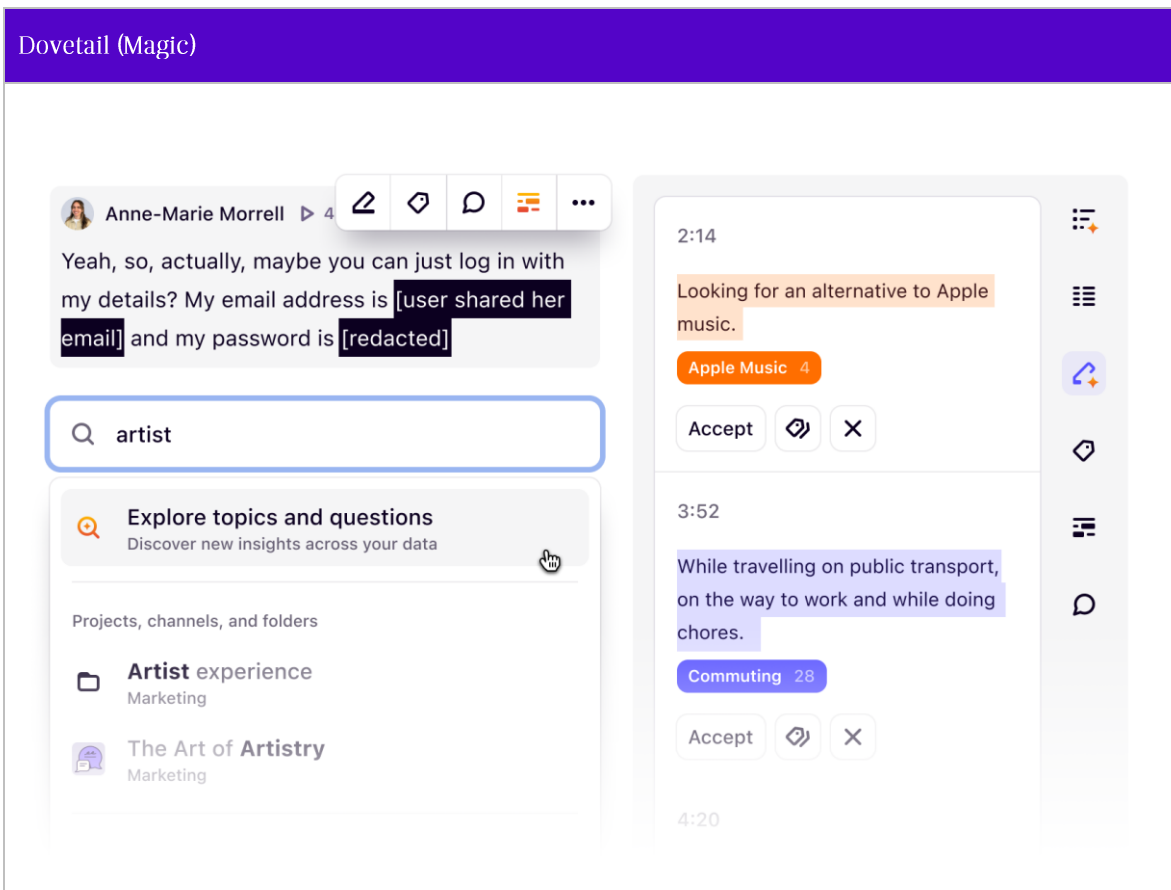 Dovetail (Magic)
Anne-Marie Morrell 4
Yeah, so, actually, maybe you can just log in with
my details? My email address is [user shared her
email] and my password is [redacted]
artist
Explore topics and questions
Discover new insights across your data
Projects, channels, and folders
Artist experience
Marketing
The Art of Artistry
Marketing
2:14
Looking for an alternative to Apple
music.
Apple Music 4
Accept
3:52
While travelling on public transport,
on the way to work and while doing
chores.
Commuting 28
Accept
4:20